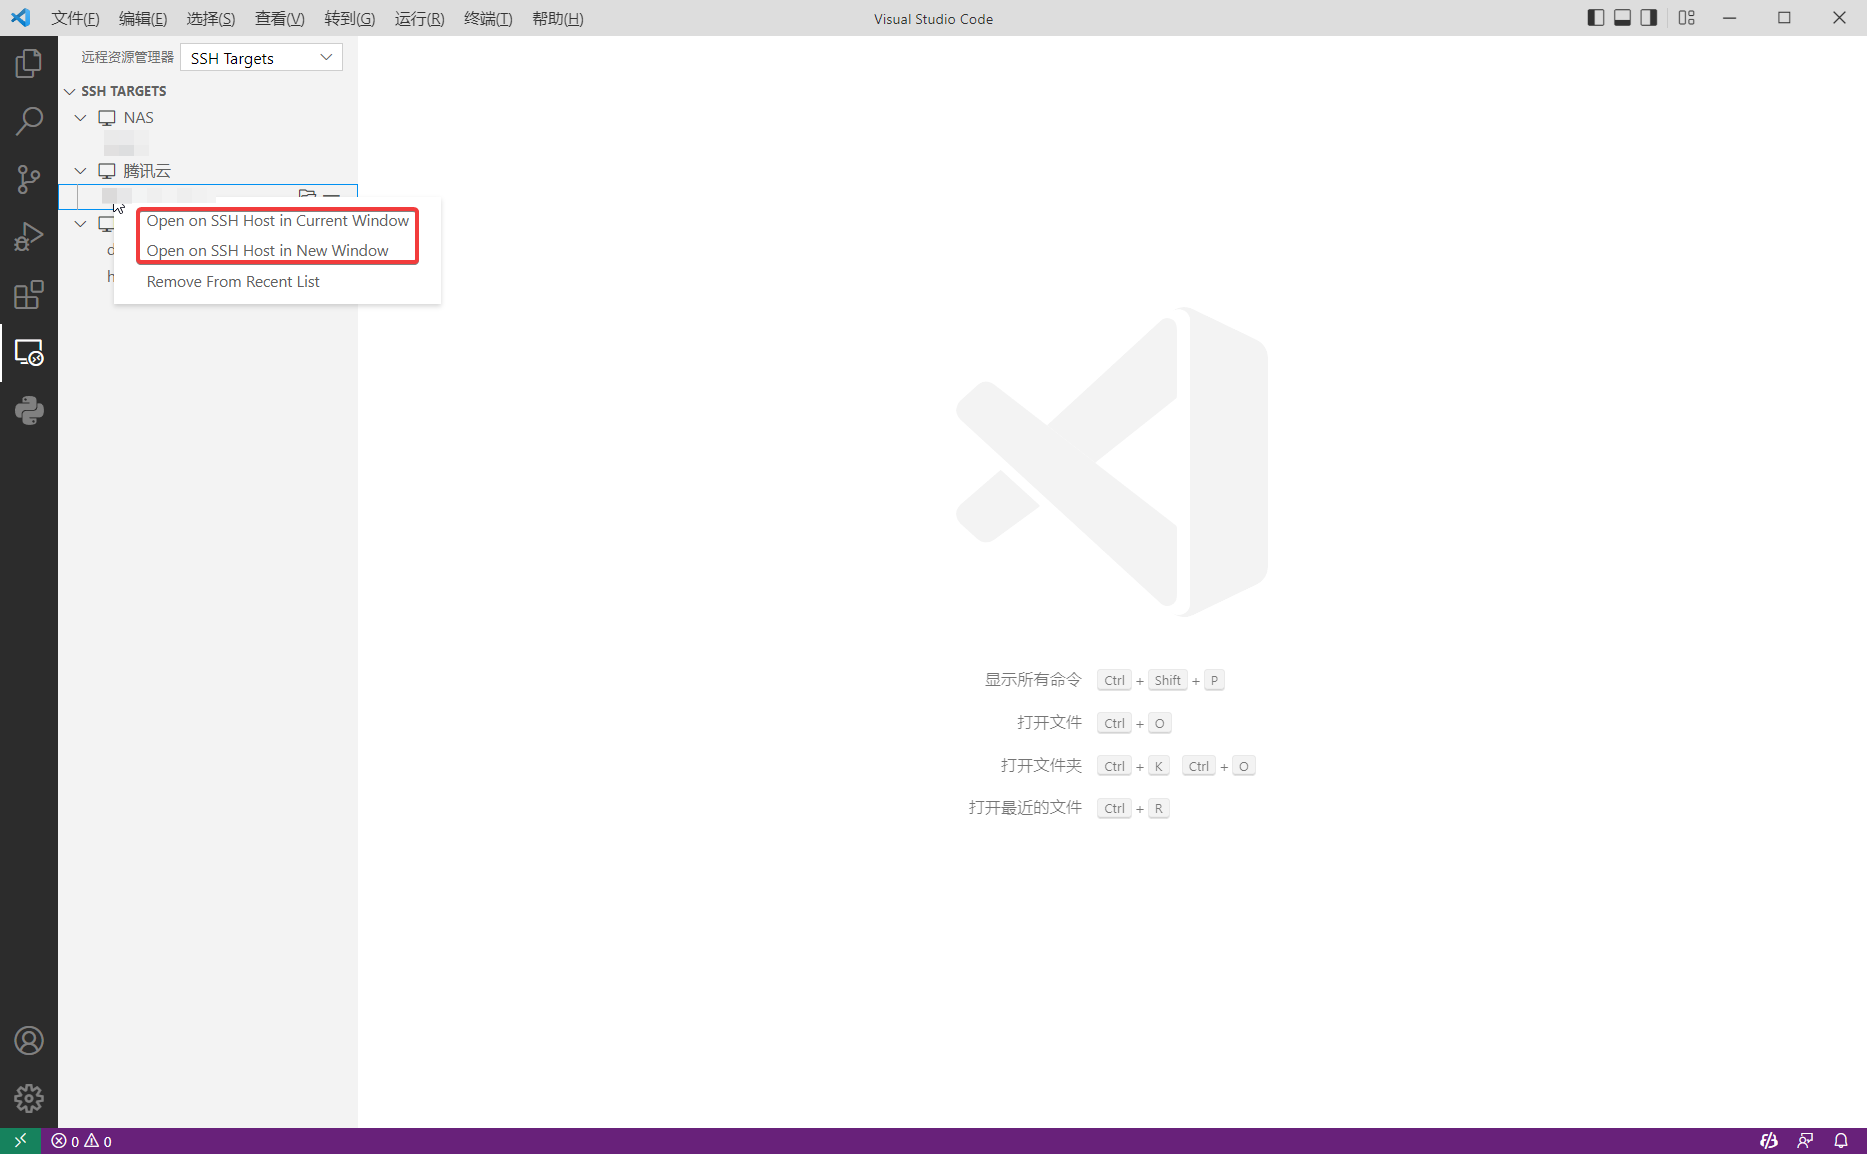 文件(F) 编辑(E) 选择(S) 查看(V) 转到(G) 运行(R) 终端(T) 帮助(H) Visual Studio Code
远程资源管理器 SSH Targets
SSH TARGETS
NAS
腾讯云
Open on SSH Host in Current Window
Open on SSH Host in New Window
Remove From Recent List
d
h
显示所有命令 Ctrl + Shift + P
打开文件 Ctrl + O
打开文件夹 Ctrl + K Ctrl + O
打开最近的文件 Ctrl + R
0 0